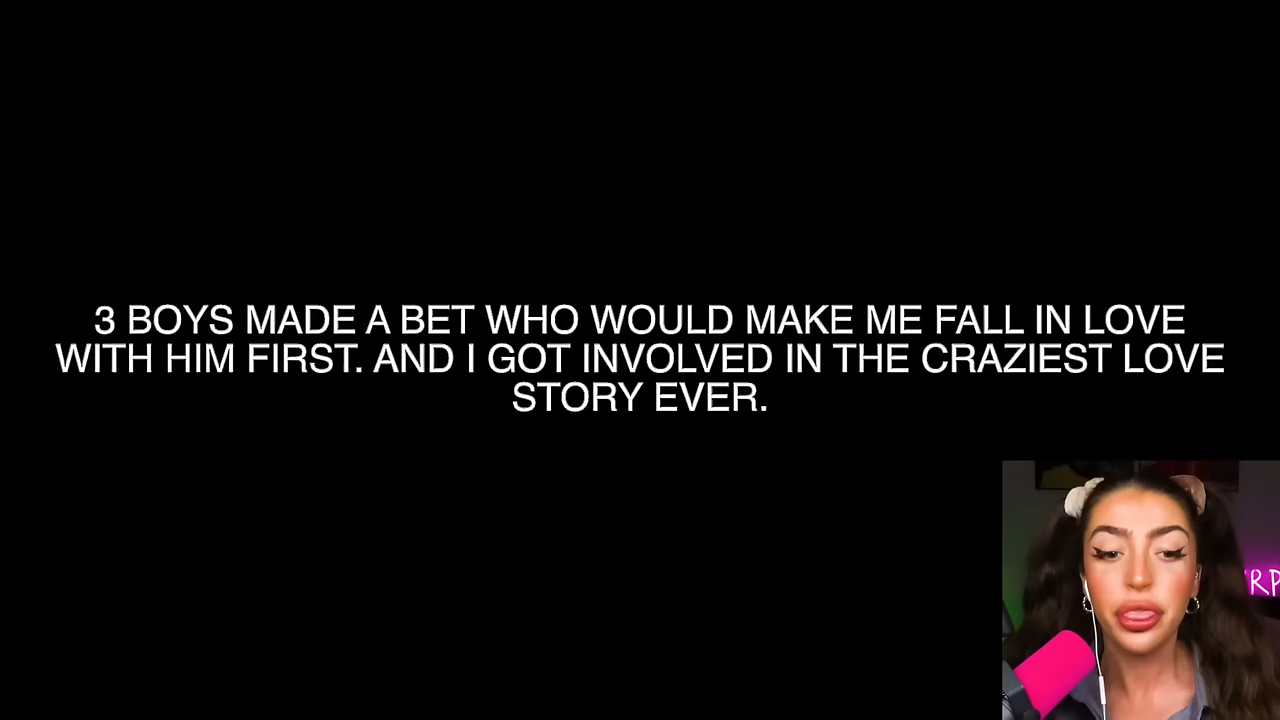 3 BOYS MADE A BET WHO WOULD MAKE ME FALL IN LOVE
WITH HIM FIRST. AND I GOT INVOLVED IN THE CRAZIEST LOVE
STORY EVER.
RP